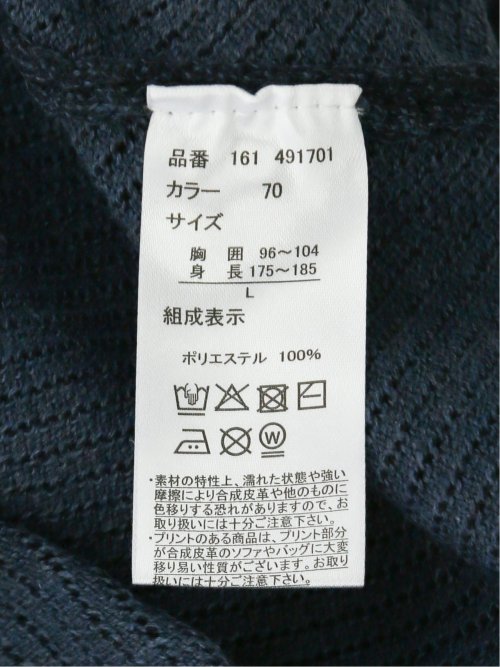 品番 161 491701
カラー 70
サイズ
胸囲 96～104
身長 175～185
L
組成表示
ポリエステル 100%
W
・素材の特性上、濡れた状態や強い
摩擦により合成皮革や他のものに
色移りする恐れがありますので、お
取り扱いには十分ご注意下さい。
・プリントのある商品は、プリント部分
が合成皮革のソファやバッグに大変
移り易い性質がございます。お取り
扱いには十分ご注意下さい。